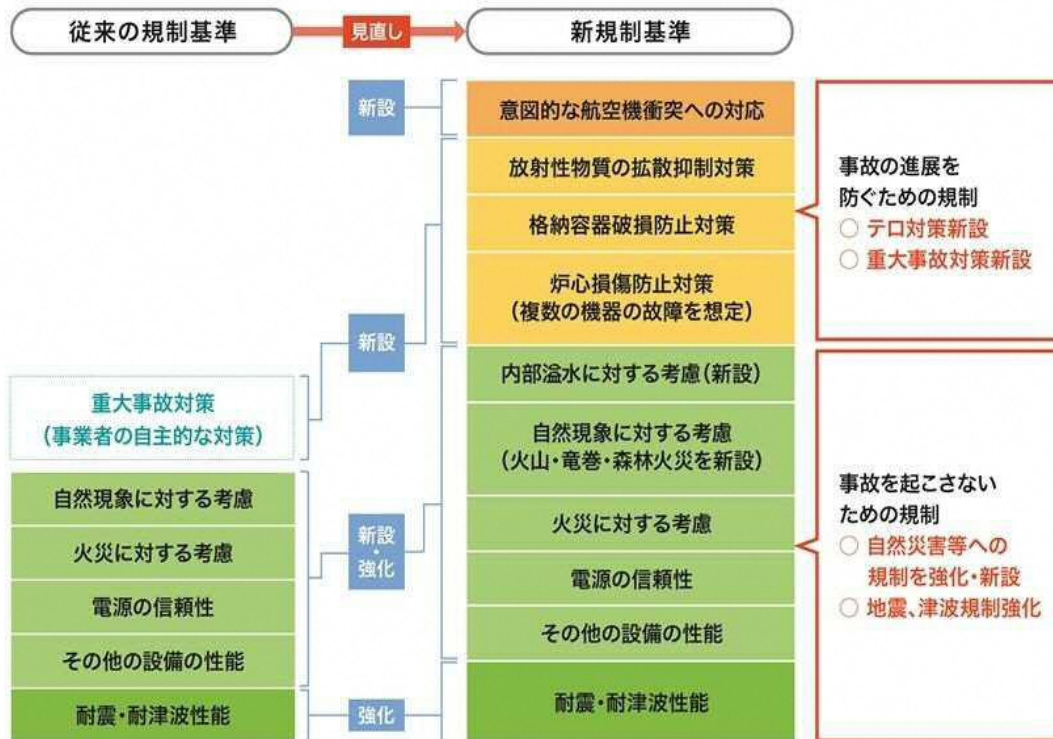 従来の規制基準
見直し
新規制基準
新設
意図的な航空機衝突への対応
放射性物質の拡散抑制対策
格納容器破損防止対策
炉心損傷防止対策
(複数の機器の故障を想定)
事故の進展を
防ぐための規制
○ テロ対策新設
○ 重大事故対策新設
新設
内部溢水に対する考慮(新設)
自然現象に対する考慮
(火山・竜巻・森林火災を新設)
火災に対する考慮
電源の信頼性
その他の設備の性能
耐震・耐津波性能
事故を起こさない
ための規制
○ 自然災害等への
規制を強化・新設
○ 地震、津波規制強化
重大事故対策
(事業者の自主的な対策)
自然現象に対する考慮
火災に対する考慮
電源の信頼性
その他の設備の性能
耐震・耐津波性能
新設
・
強化
強化